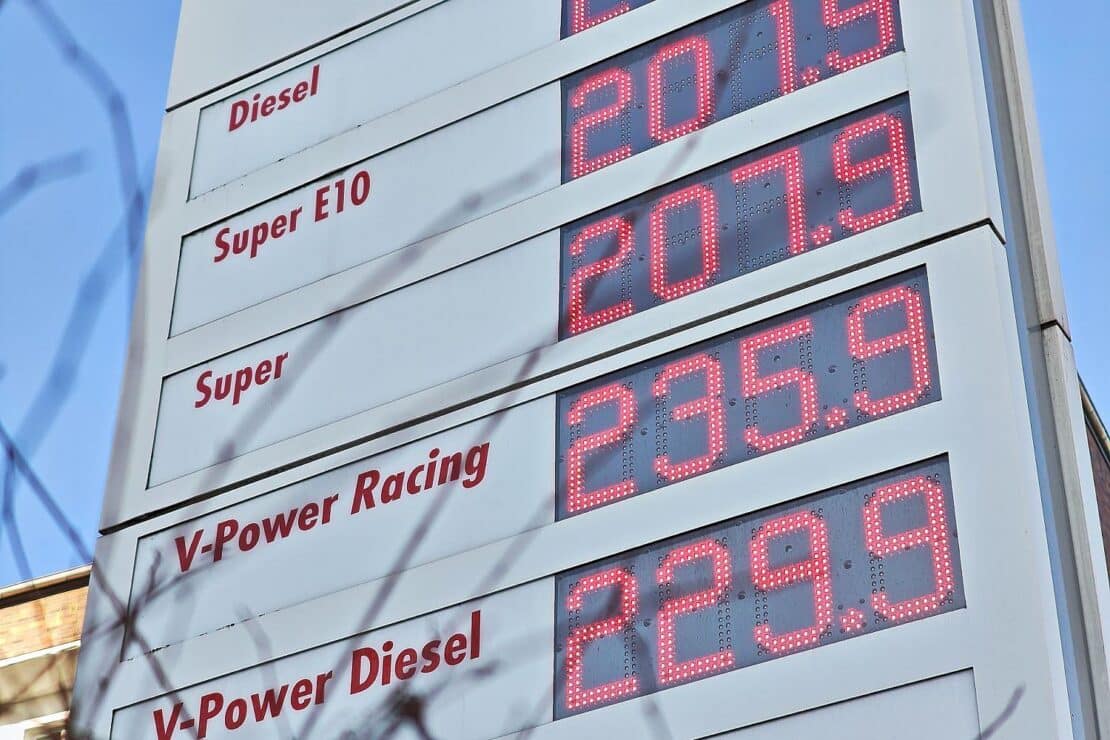 Diesel
Super E10 201.9
Super 207.9
V-Power Racing 235.9
V-Power Diesel 229.9